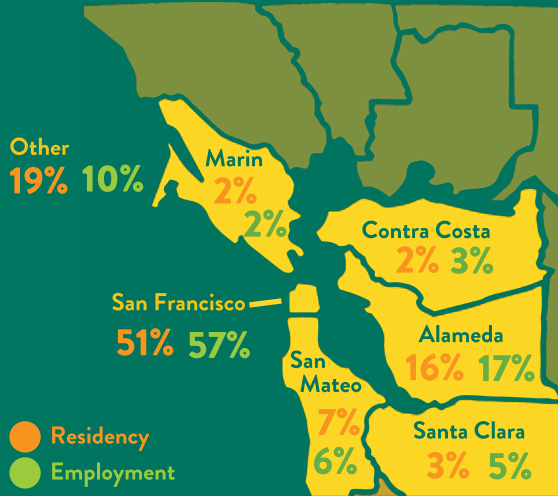 Other
19% 10%
Marin
2%
2%
Contra Costa
2% 3%
San Francisco
51% 57%
Alameda
16% 17%
San
Mateo
7%
6%
Santa Clara
3% 5%
Residency
Employment